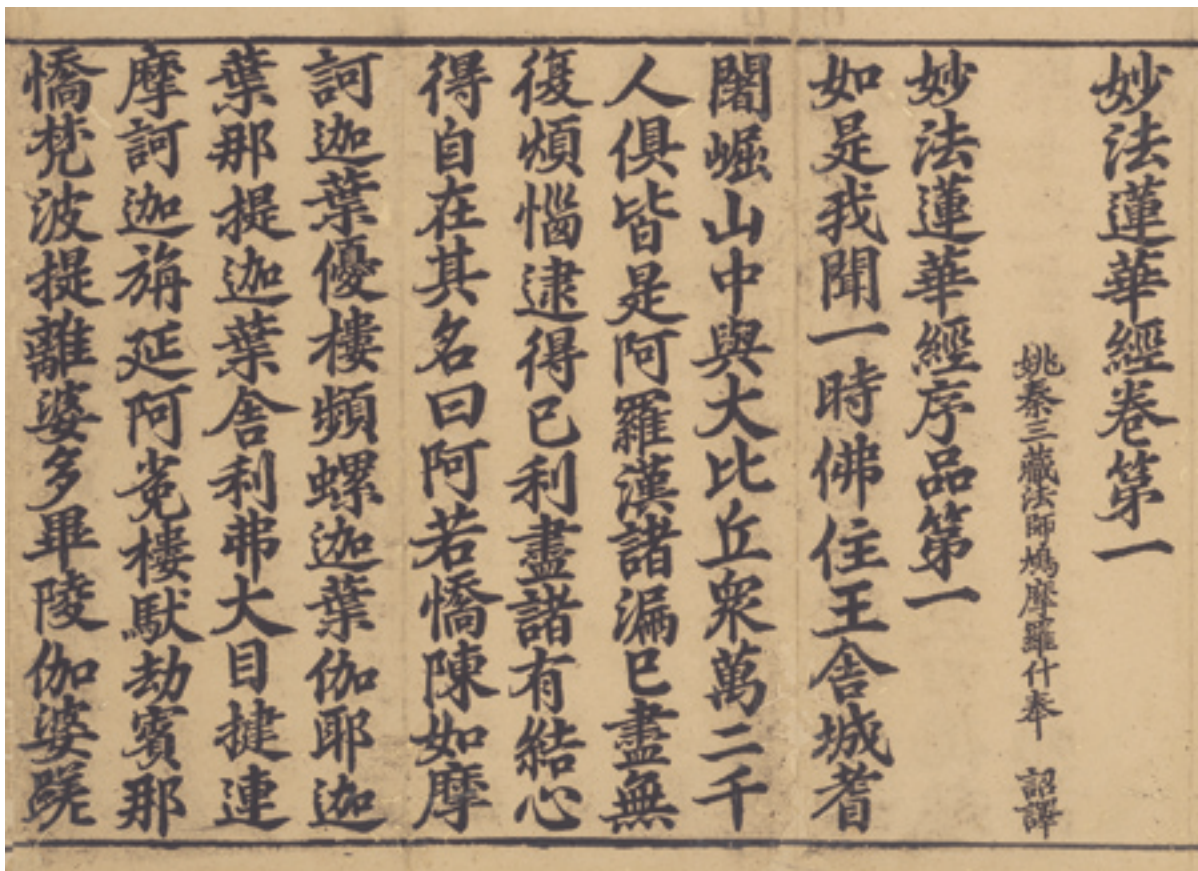 妙法蓮華經卷第一
姚秦三藏法師鳩摩羅什奉 詔譯
妙法蓮華經序品第一
如是我聞一時佛住王舍城耆
闍崛山中與大比丘眾萬二千
人俱皆是阿羅漢諸漏已盡無
復煩惱逮得已利盡諸有結心
得自在其名曰阿若憍陳如摩
訶迦葉優樓頻螺迦葉伽耶迦
葉那提迦葉舍利弗大目揵連
摩訶迦旃延阿㝹樓馱劫賓那
憍梵波提離婆多畢陵伽婆蹉